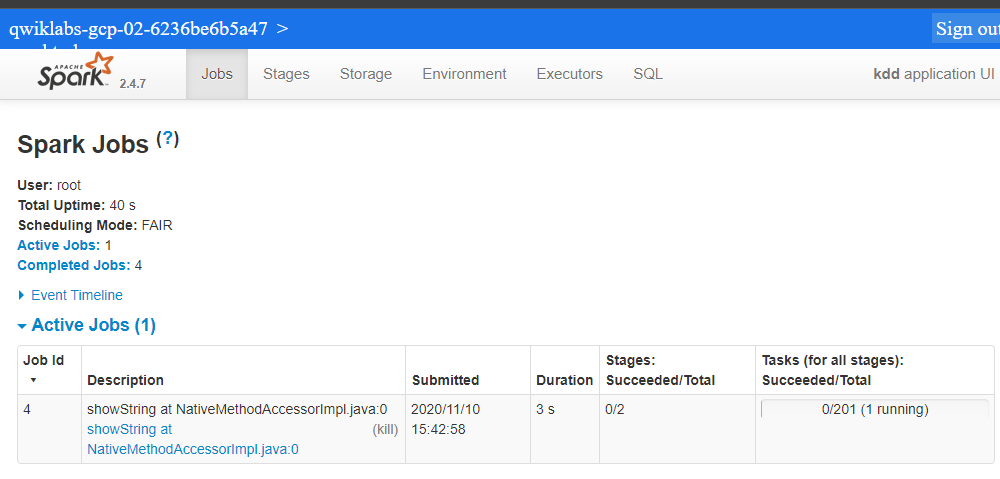 qwiklabs-gcp-02-6236be6b5a47 >
Sign out
APACHE
Spark 2.4.7
Jobs Stages Storage Environment Executors SQL kdd application UI
Spark Jobs (?)
User: root
Total Uptime: 40 s
Scheduling Mode: FAIR
Active Jobs: 1
Completed Jobs: 4
Event Timeline
Active Jobs (1)
Job Id Description Submitted Duration Stages: Succeeded/Total Tasks (for all stages): Succeeded/Total
4 showString at NativeMethodAccessorImpl.java:0 2020/11/10 3 s 0/2 0/201 (1 running)
showString at (kill) 15:42:58
NativeMethodAccessorImpl.java:0